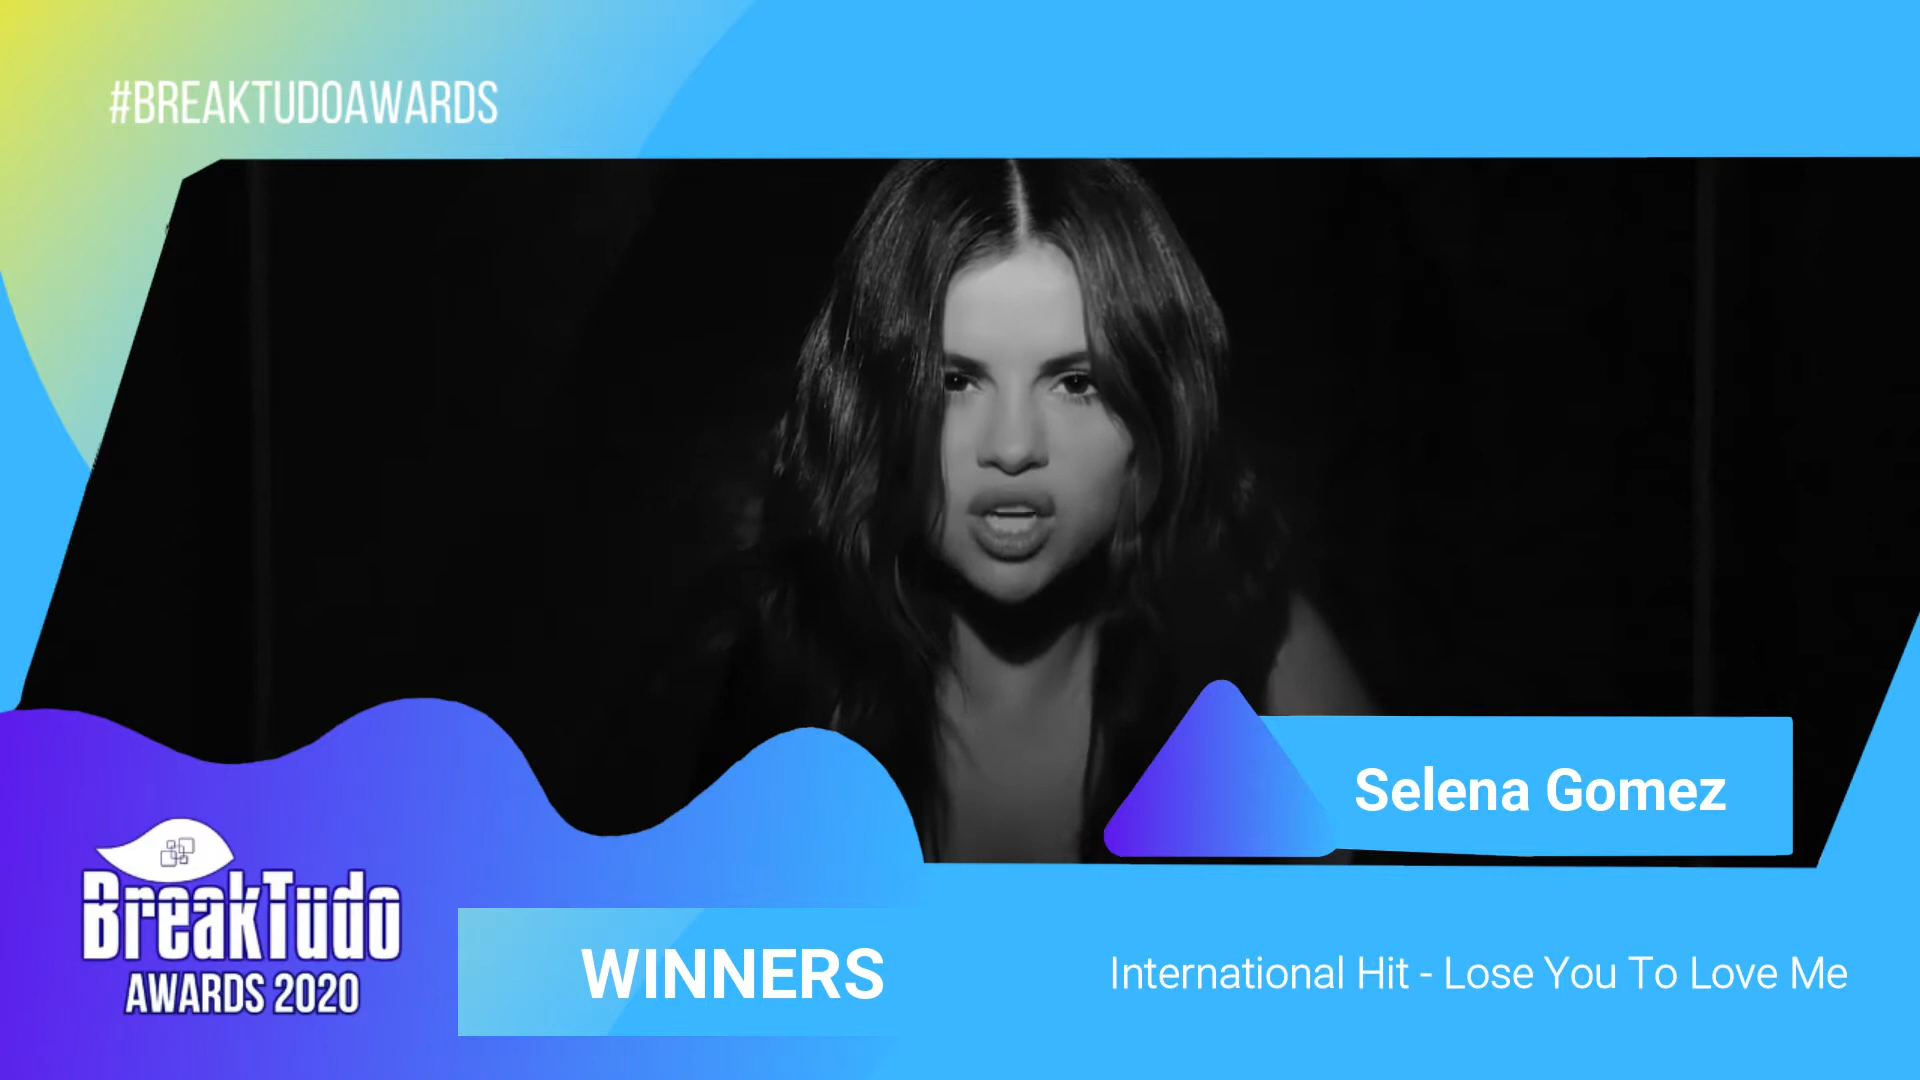 #BREAKTUDOAWARDS
Selena Gomez
BreakTudo
AWARDS 2020
WINNERS
International Hit - Lose You To Love Me